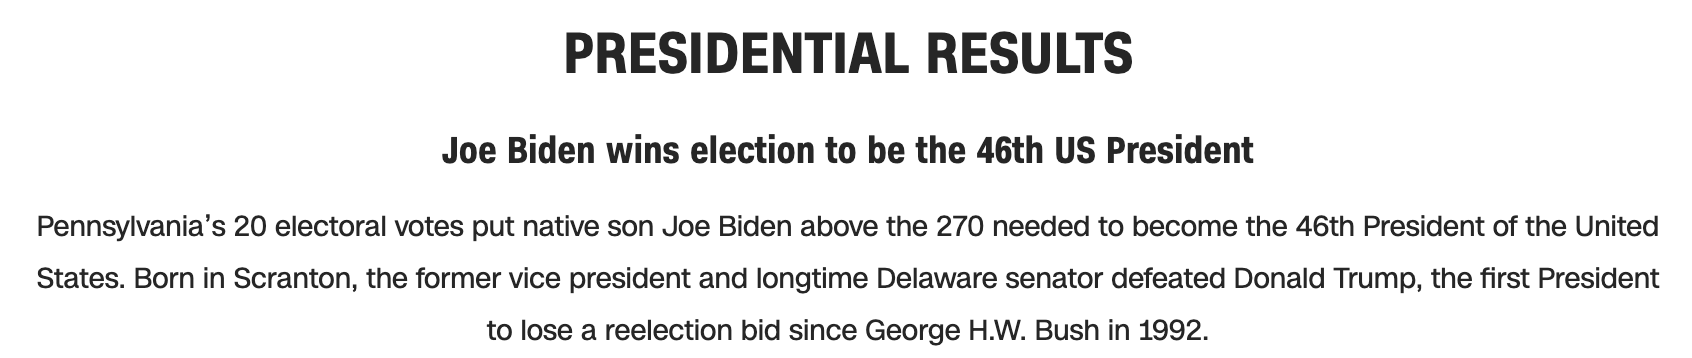 PRESIDENTIAL RESULTS
Joe Biden wins election to be the 46th US President
Pennsylvania’s 20 electoral votes put native son Joe Biden above the 270 needed to become the 46th President of the United
States. Born in Scranton, the former vice president and longtime Delaware senator defeated Donald Trump, the first President
to lose a reelection bid since George H.W. Bush in 1992.